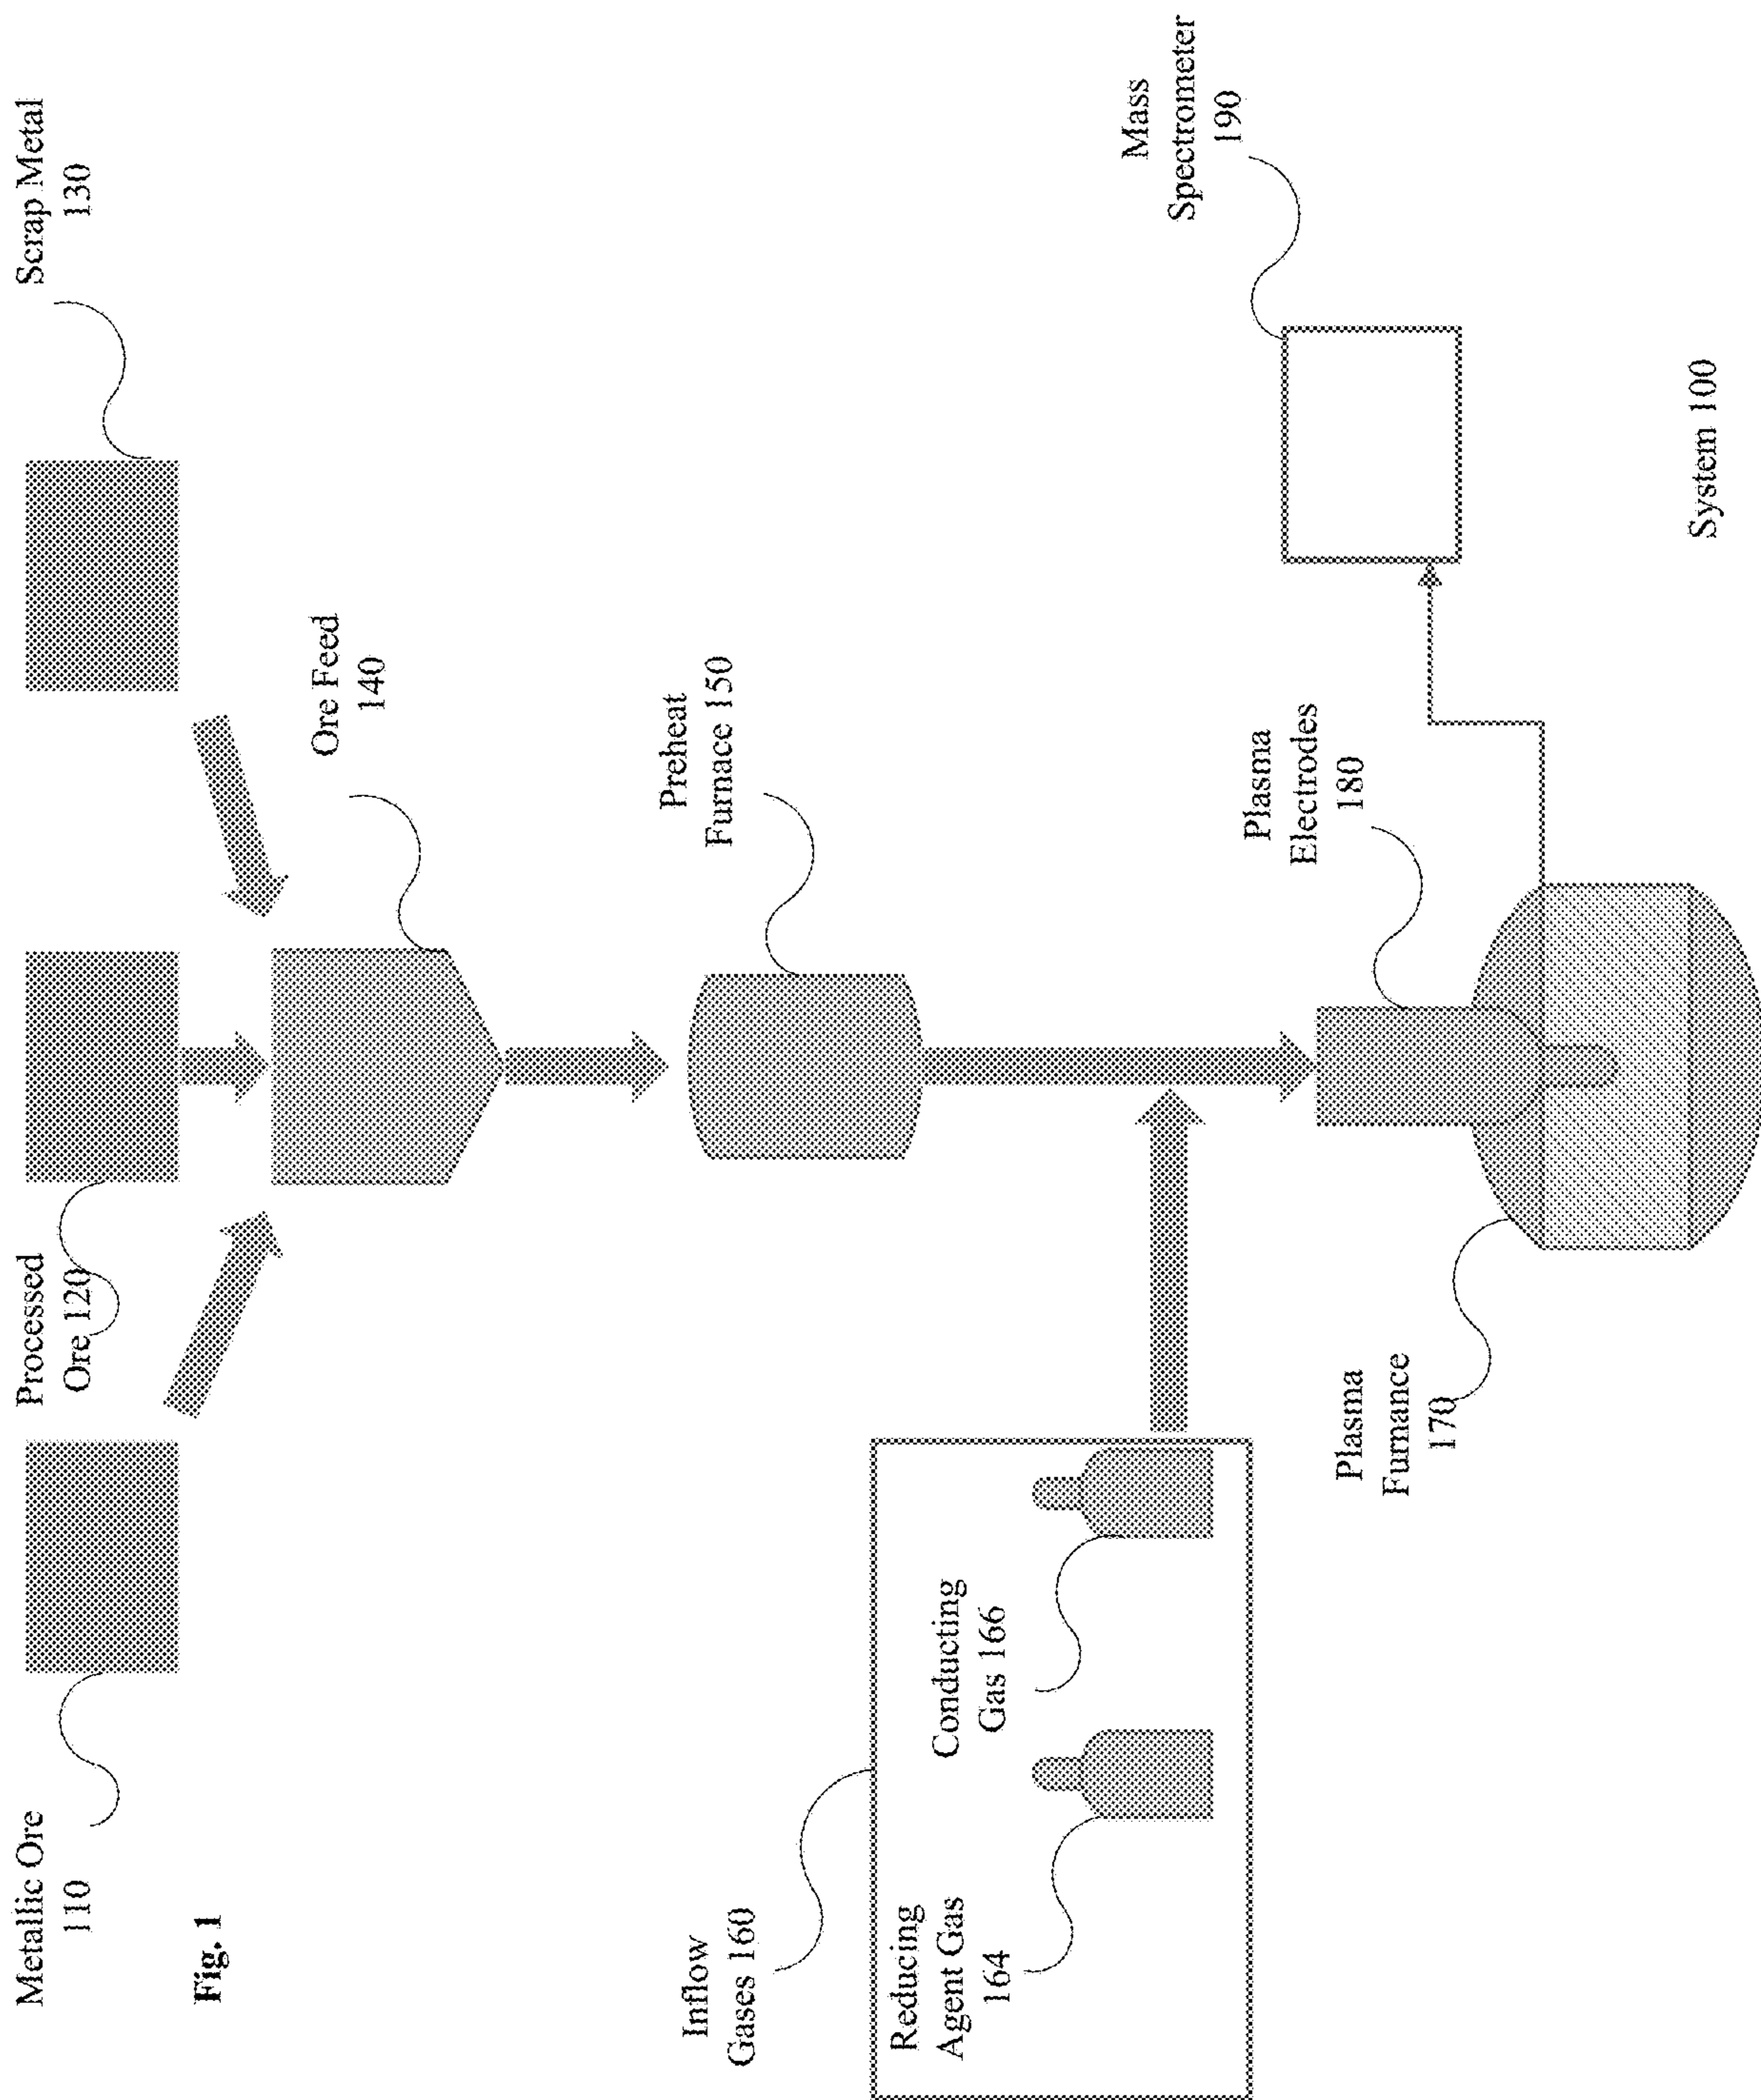 Metallic Ore
110
Processed
Ore 120
Scrap Metal
130
Fig. 1
Ore Feed
140
Inflow
Gases 160
Preheat
Furnace 150
Reducing
Agent Gas
164
Conducting
Gas 166
Mass
Spectrometer
190
Plasma
Electrodes
180
Plasma
Furnance
170
System 100